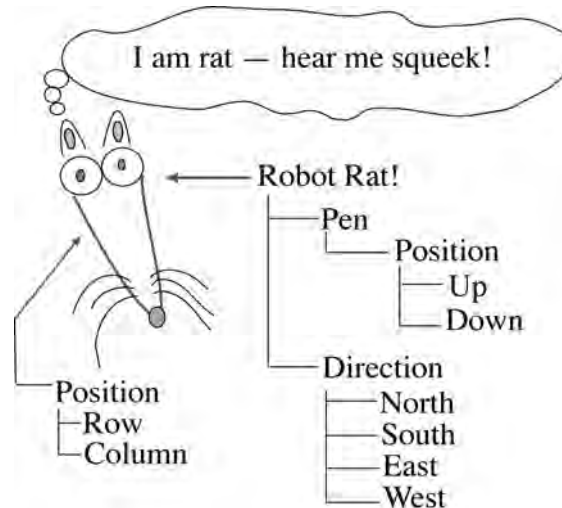 I am rat — hear me squeek!
Robot Rat!
Pen
Position
Up
Down
Direction
North
South
East
West
Position
Row
Column